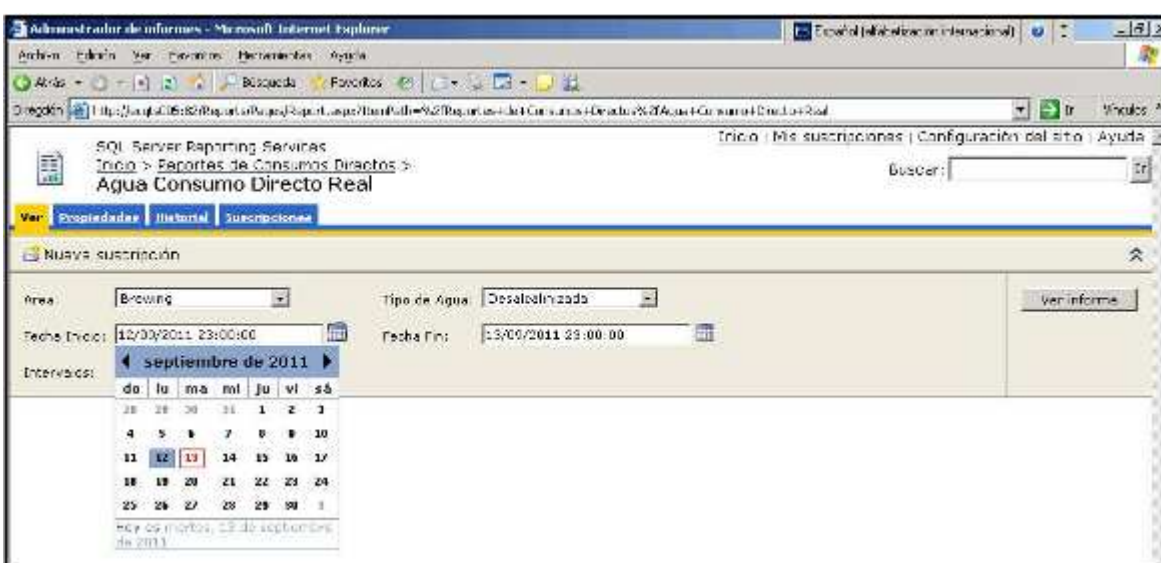 Administrador de informes - Microsoft Internet Explorer
Español (alfabetización internacional)
Archivo Edición Ver Favoritos Herramientas Ayuda
Atrás Búsqueda Favoritos
Dirección
Ir Vínculos
SQL Server Reporting Services
Inicio | Mis suscripciones | Configuración del sitio | Ayuda
Inicio > Reportes de Consumos Directos >
Agua Consumo Directo Real
Buscar: Ir
Ver Propiedades Historial Suscripciones
Nueva suscripción
Area Brewing Tipo de Agua Desalcalinizada Ver informe
Fecha Inicio: 12/09/2011 23:00:00 Fecha Fin: 13/09/2011 23:00:00
Intervalos:
septiembre de 2011
do lu ma mi ju vi sá
28 29 30 31 1 2 3
4 5 6 7 8 9 10
11 12 13 14 15 16 17
18 19 20 21 22 23 24
25 26 27 28 29 30 1
Hoy es martes, 13 de septiembre
de 2011